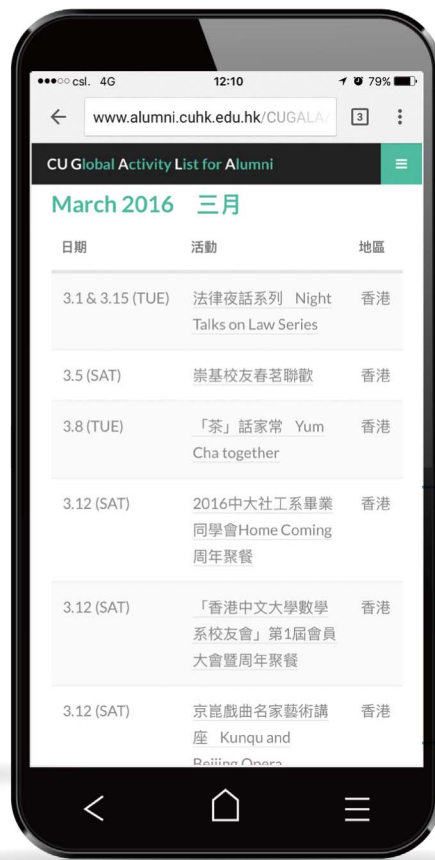 csl. 4G 12:10 79%
www.alumni.cuhk.edu.hk/CUGALA/ 3
CU Global Activity List for Alumni
March 2016 三月
日期 活動 地區
3.1 & 3.15 (TUE) 法律夜話系列 Night 香港
Talks on Law Series
3.5 (SAT) 崇基校友春茗聯歡 香港
3.8 (TUE) 「茶」話家常 Yum 香港
Cha together
3.12 (SAT) 2016中大社工系畢業 香港
同學會Home Coming
周年聚餐
3.12 (SAT) 「香港中文大學數學 香港
系校友會」第1屆會員
大會暨周年聚餐
3.12 (SAT) 京崑戲曲名家藝術講 香港
座 Kunqu and
Beijing Opera